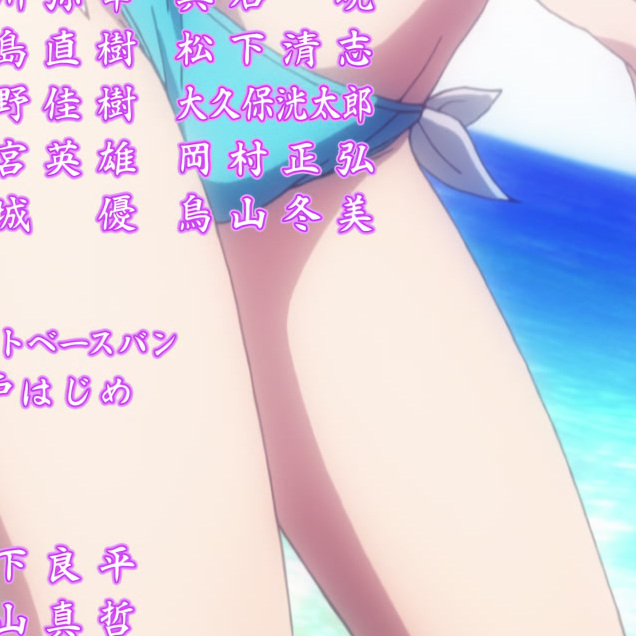 島直樹 松下清志
野佳樹 大久保洸太郎
宮英雄 岡村正弘
城 優 鳥山冬美
トベースバン
戸はじめ
下良平
山真哲